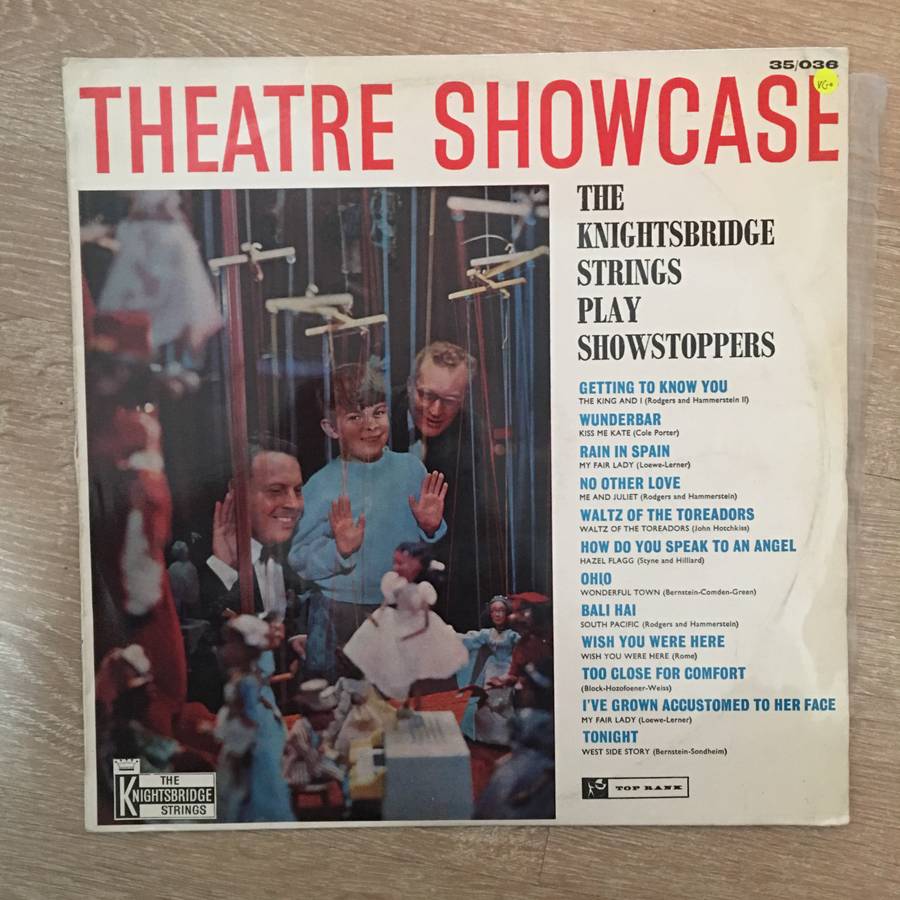 35/036
VG+
THEATRE SHOWCASE
THE
KNIGHTSBRIDGE
STRINGS
PLAY
SHOWSTOPPERS
GETTING TO KNOW YOU
THE KING AND I (Rodgers and Hammerstein II)
WUNDERBAR
KISS ME KATE (Cole Porter)
RAIN IN SPAIN
MY FAIR LADY (Loewe-Lerner)
NO OTHER LOVE
ME AND JULIET (Rodgers and Hammerstein)
WALTZ OF THE TOREADORS
WALTZ OF THE TOREADORS (John Hotchkiss)
HOW DO YOU SPEAK TO AN ANGEL
HAZEL FLAGG (Styne and Hilliard)
OHIO
WONDERFUL TOWN (Bernstein-Comden-Green)
BALI HAI
SOUTH PACIFIC (Rodgers and Hammerstein)
WISH YOU WERE HERE
WISH YOU WERE HERE (Rome)
TOO CLOSE FOR COMFORT
(Block-Hozofoener-Weiss)
I'VE GROWN ACCUSTOMED TO HER FACE
MY FAIR LADY (Loewe-Lerner)
TONIGHT
WEST SIDE STORY (Bernstein-Sondheim)
TOP RANK
THE
KNIGHTSBRIDGE
STRINGS